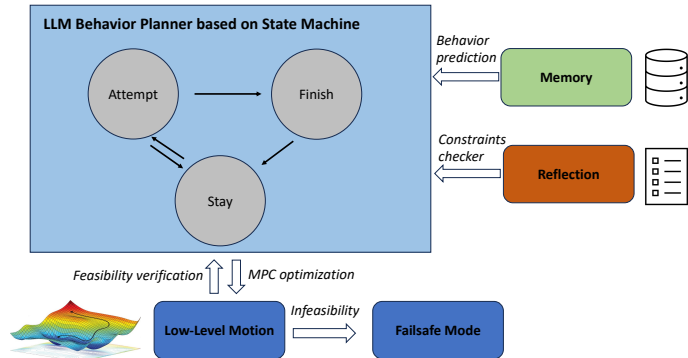 LLM Behavior Planner based on State Machine
Attempt
Finish
Stay
Behavior
prediction
Memory
Constraints
checker
Reflection
Feasibility verification
MPC optimization
Low-Level Motion
Infeasibility
Failsafe Mode